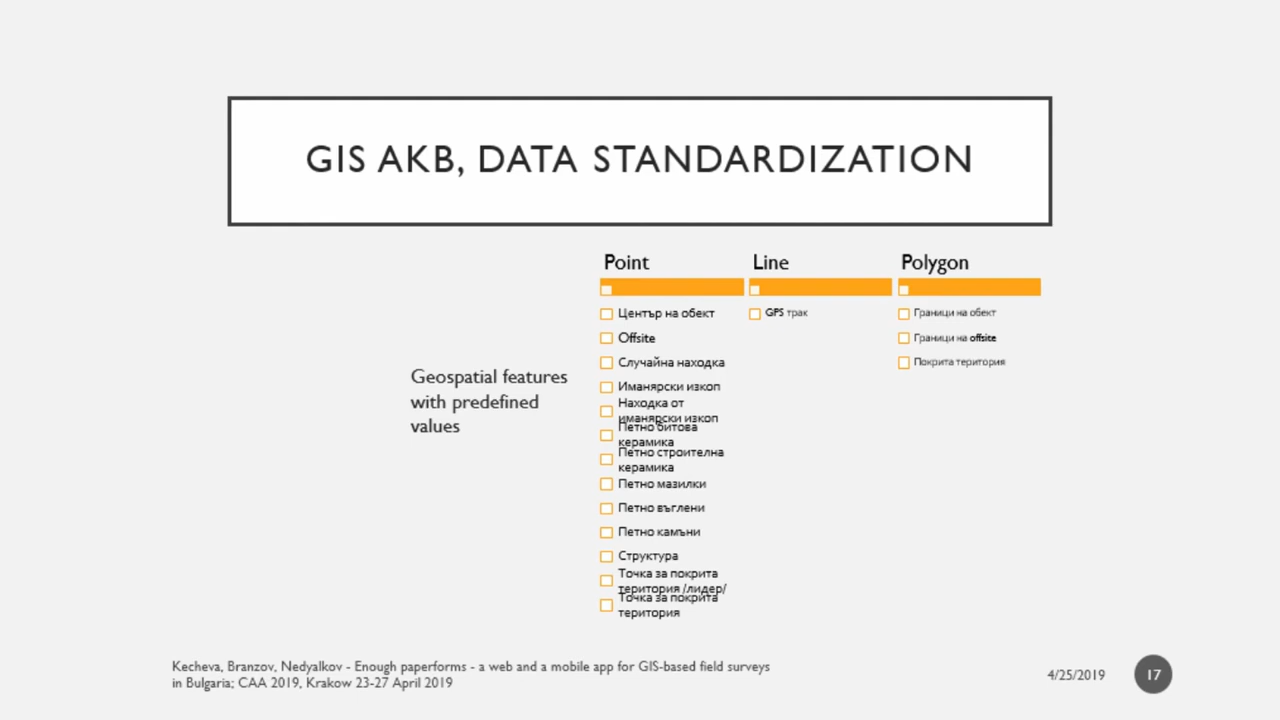 GIS AKB, DATA STANDARDIZATION
Geospatial features
with predefined
values
Point
Център на обект
Offsite
Случайна находка
Иманярски изкоп
Находка от
иманярски изкоп
Петно битова
керамика
Петно строителна
керамика
Петно мазилки
Петно въглени
Петно камъни
Структура
Точка за покрита
територия /лидер/
Точка за покрита
територия
Line
GPS трак
Polygon
Граници на обект
Граници на offsite
Покрита територия
Kecheva, Branzov, Nedyalkov - Enough paperforms - a web and a mobile app for GIS-based field surveys
in Bulgaria; CAA 2019, Krakow 23-27 April 2019
4/25/2019
17